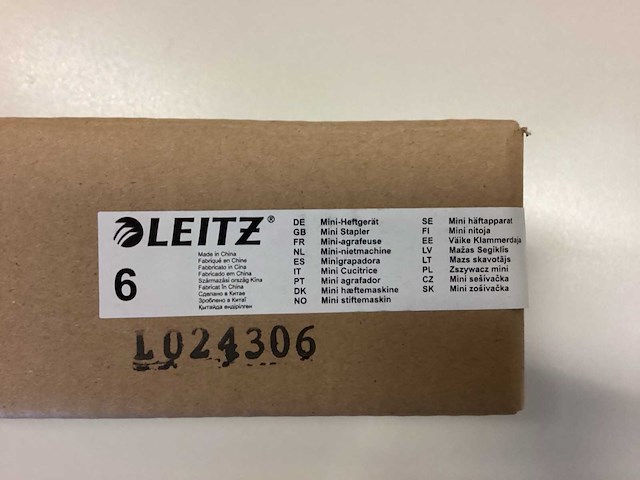 LEITZ®
Made in China
Fabriqué en Chine
Fabbricato in Cina
Fabricado em China
Származási ország Kína
Fabricat în China
Сделано в Китае
Зроблено в Китаї
Қытайда өндірілген
6
DE Mini-Heftgerät
GB Mini Stapler
FR Mini-agrafeuse
NL Mini-nietmachine
ES Minigrapadora
IT Mini Cucitrice
PT Mini agrafador
DK Mini hæftemaskine
NO Mini stiftemaskin
SE Mini häftapparat
FI Mini nitoja
EE Väike Klammerdaja
LV Mažas Segiklis
LT Mazs skavotājs
PL Zszywacz mini
CZ Mini sešívačka
SK Mini zošívačka
L024306